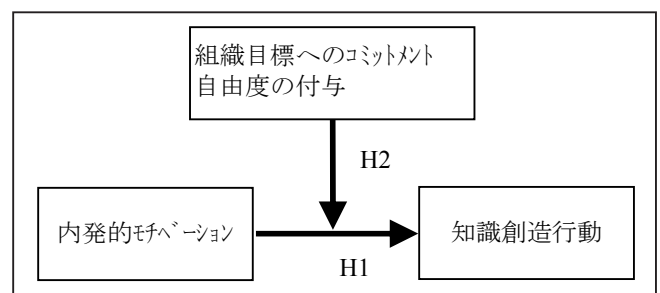 組織目標へのｺﾐｯﾄﾒﾝﾄ
自由度の付与
H2
内発的ﾓﾁﾍﾞｰｼｮﾝ
知識創造行動
H1